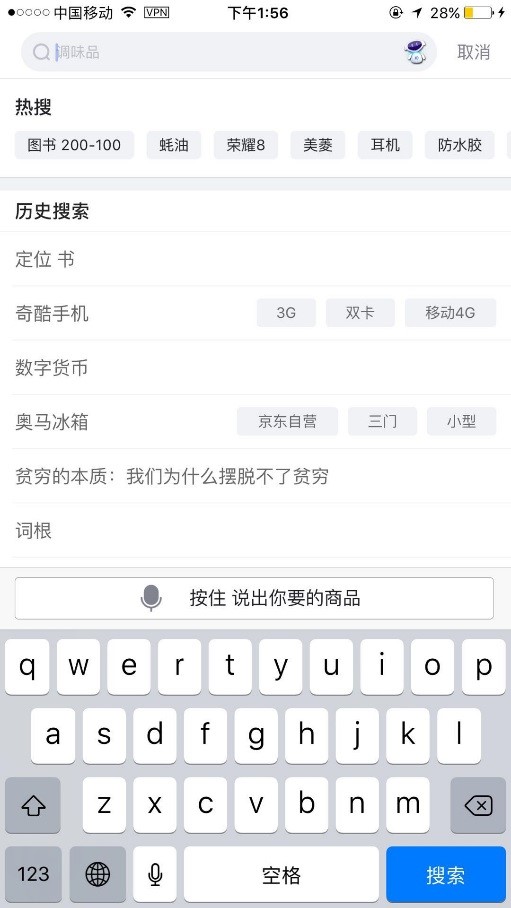 中国移动 VPN 下午1:56 28%
调味品 取消
热搜
图书 200-100 蚝油 荣耀8 美菱 耳机 防水胶
历史搜索
定位 书
奇酷手机 3G 双卡 移动4G
数字货币
奥马冰箱 京东自营 三门 小型
贫穷的本质：我们为什么摆脱不了贫穷
词根
按住 说出你要的商品
q w e r t y u i o p
a s d f g h j k l
z x c v b n m
123 空格 搜索